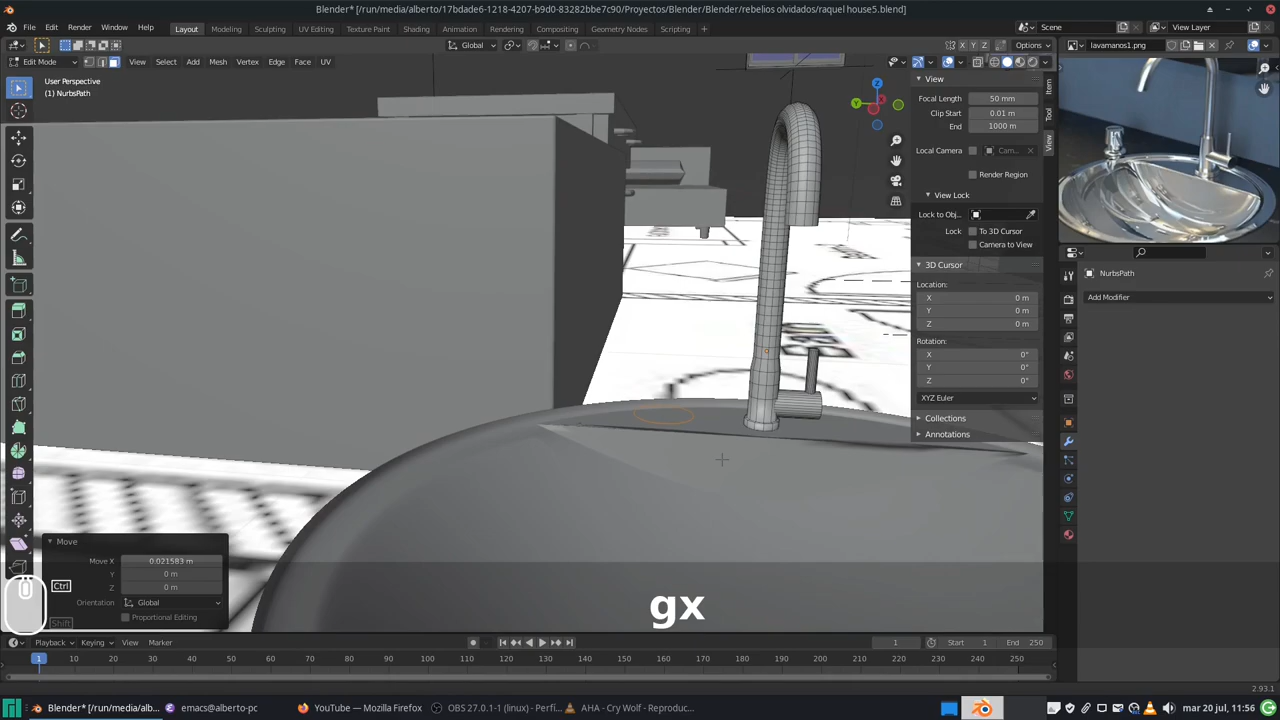 Blender* [/run/media/alberto/17bdade6-1218-4207-b9d0-83282bbe7c90/Proyectos/Blender/Blender/rebelios olvidados/raquel house5.blend]
File Edit Render Window Help Layout Modeling Sculpting UV Editing Texture Paint Shading Animation Rendering Compositing Geometry Nodes Scripting + Scene View Layer
Global X Y Z Options lavamanos1.png
Edit Mode View Select Add Mesh Vertex Edge Face UV
User Perspective
(1) NurbsPath
Z
Y
View
Focal Length 50 mm
Clip Start 0.01 m
End 1000 m
Local Camera Cam...
Render Region
View Lock
Lock to Obj...
Lock To 3D Cursor
Camera to View
3D Cursor
Location:
X 0 m
Y 0 m
Z 0 m
Rotation:
X 0°
Y 0°
Z 0°
XYZ Euler
Collections
Annotations
Item
Tool
View
NurbsPath
Add Modifier
Move
Move X 0.021583 m
Y 0 m
Z 0 m
Orientation Global
Proportional Editing
Ctrl
Shift
gx
Playback Keying View Marker 1 Start 1 End 250
1 10 20 30 40 50 60 70 80 90 100 110 120 130 140 150 160 170 180 190 200 210 220 230 240 250
2.93.1
Blender* [/run/media/alb... emacs@alberto-pc YouTube — Mozilla Firefox OBS 27.0.1-1 (linux) - Perfi... AHA - Cry Wolf - Reproduc... mar 20 jul, 11:56